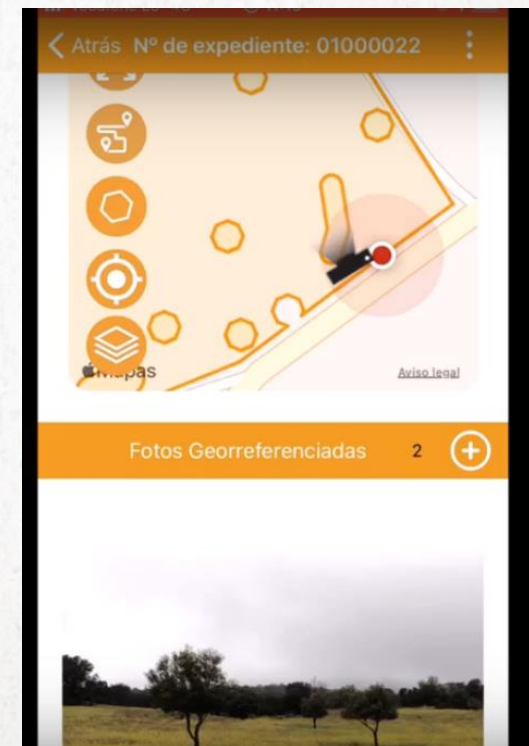 Atrás Nº de expediente: 01000022
Mapas
Aviso legal
Fotos Georreferenciadas 2